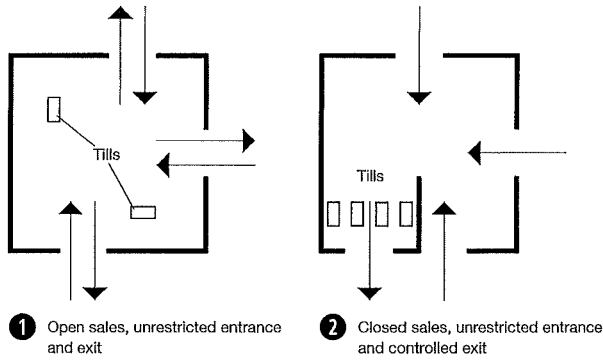 Tills
Tills
1 Open sales, unrestricted entrance
and exit
2 Closed sales, unrestricted entrance
and controlled exit